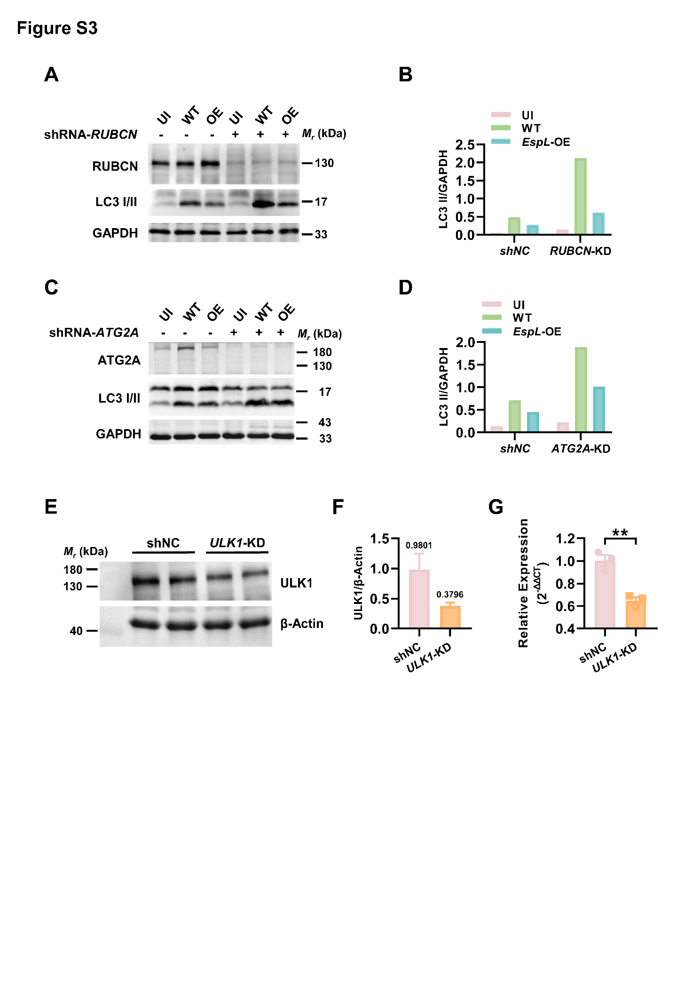 Figure S3
A
UI WT OE UI WT OE
shRNA-RUBCN - - - + + + Mr (kDa)
RUBCN 130
LC3 I/II 17
GAPDH 33
B
UI
WT
EspL-OE
LC3 II/GAPDH
2.5
2.0
1.5
1.0
0.5
0.0
shNC RUBCN-KD
C
UI WT OE UI WT OE
shRNA-ATG2A - - - + + + Mr (kDa)
ATG2A
180
130
LC3 I/II
17
43
GAPDH
33
D
UI
WT
EspL-OE
LC3 II/GAPDH
2.0
1.5
1.0
0.5
0.0
shNC ATG2A-KD
E
shNC ULK1-KD
Mr (kDa)
180
130
ULK1
β-Actin
40
F
ULK1/β-Actin
1.5
1.0
0.5
0.0
0.9801
0.3796
shNC
ULK1-KD
G
Relative Expression
(2-ΔΔCT)
1.2
1.0
0.8
0.6
0.4
**
shNC
ULK1-KD